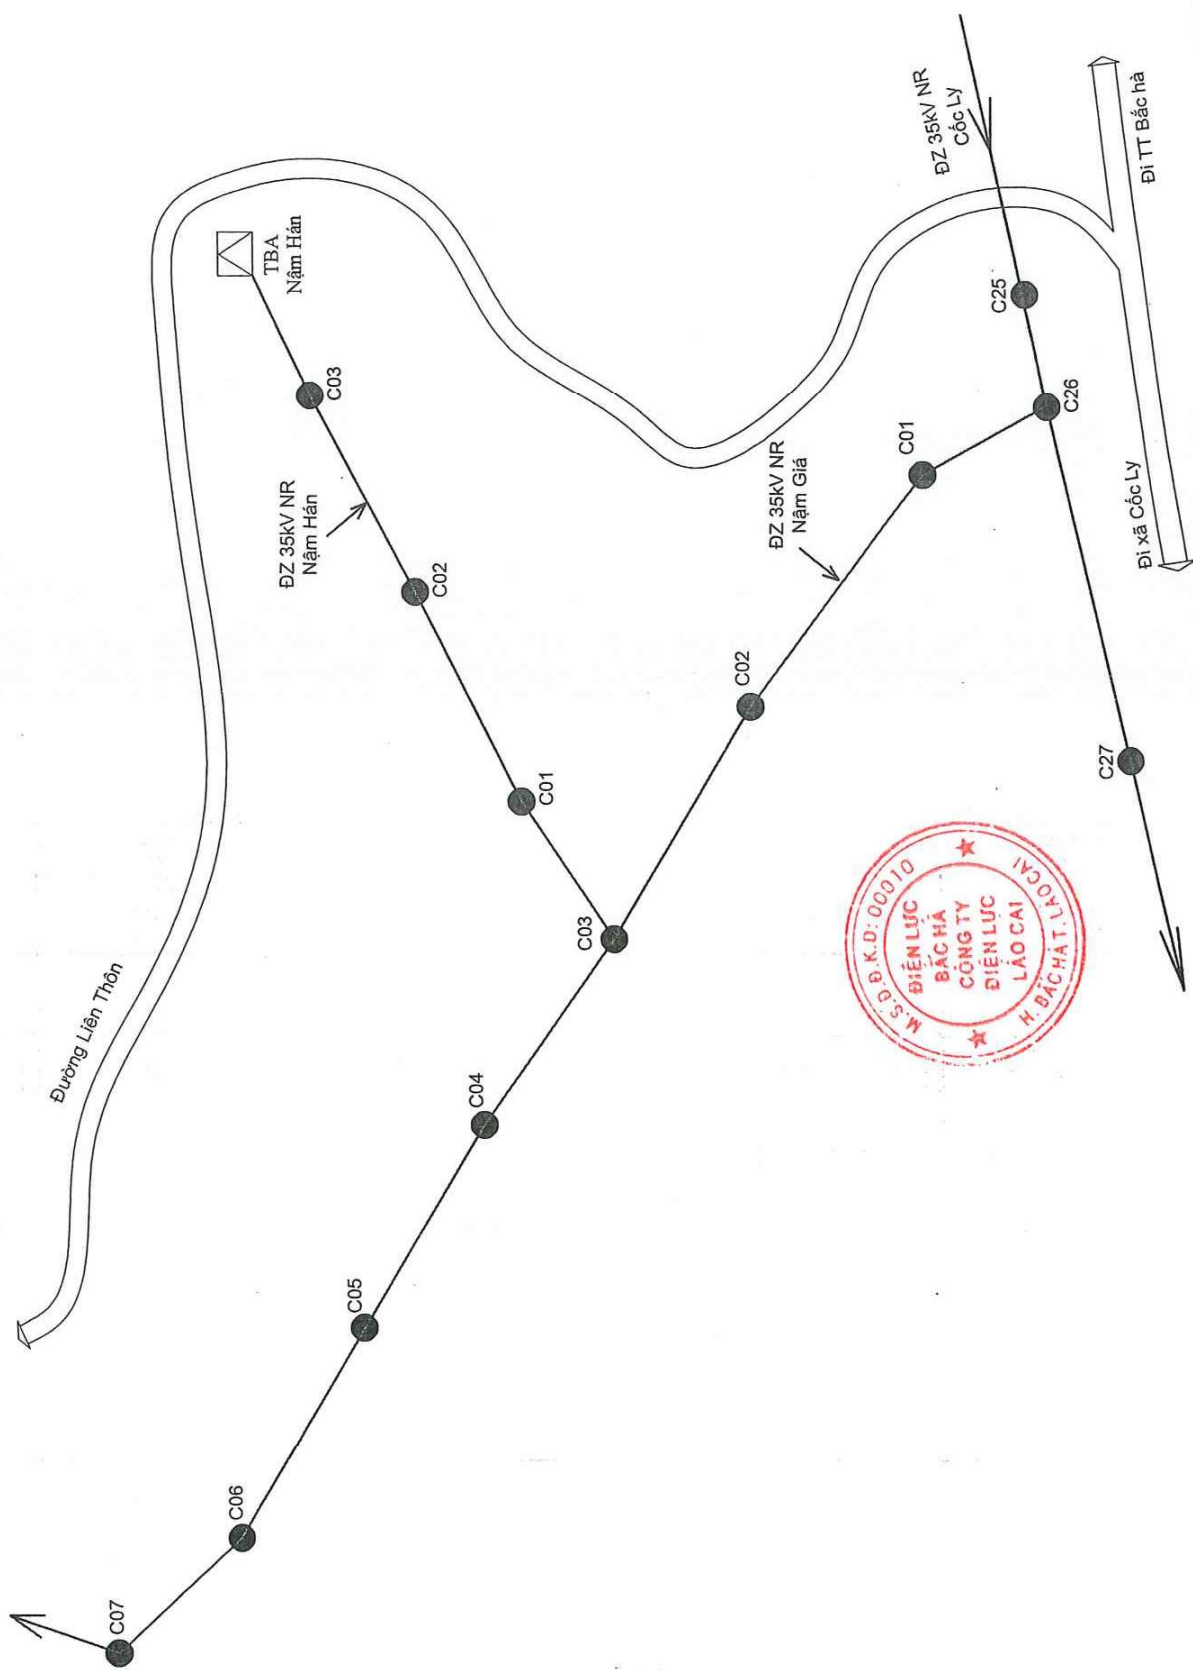 Đường Liên Thôn
TBA
Nậm Hán
C03
ĐZ 35kV NR
Nậm Hán
C02
C01
C03
ĐZ 35kV NR
Cốc Ly
Đi TT Bắc hà
C25
C26
C01
ĐZ 35kV NR
Nậm Giá
Đi xã Cốc Ly
C02
C27
C04
C05
C06
C07
M.S.D.Đ.K.D: 00010
ĐIỆN LỰC
BẮC HÀ
CÔNG TY
ĐIỆN LỰC
LÀO CAI
H. BẮC HÀ T. LÀO CAI